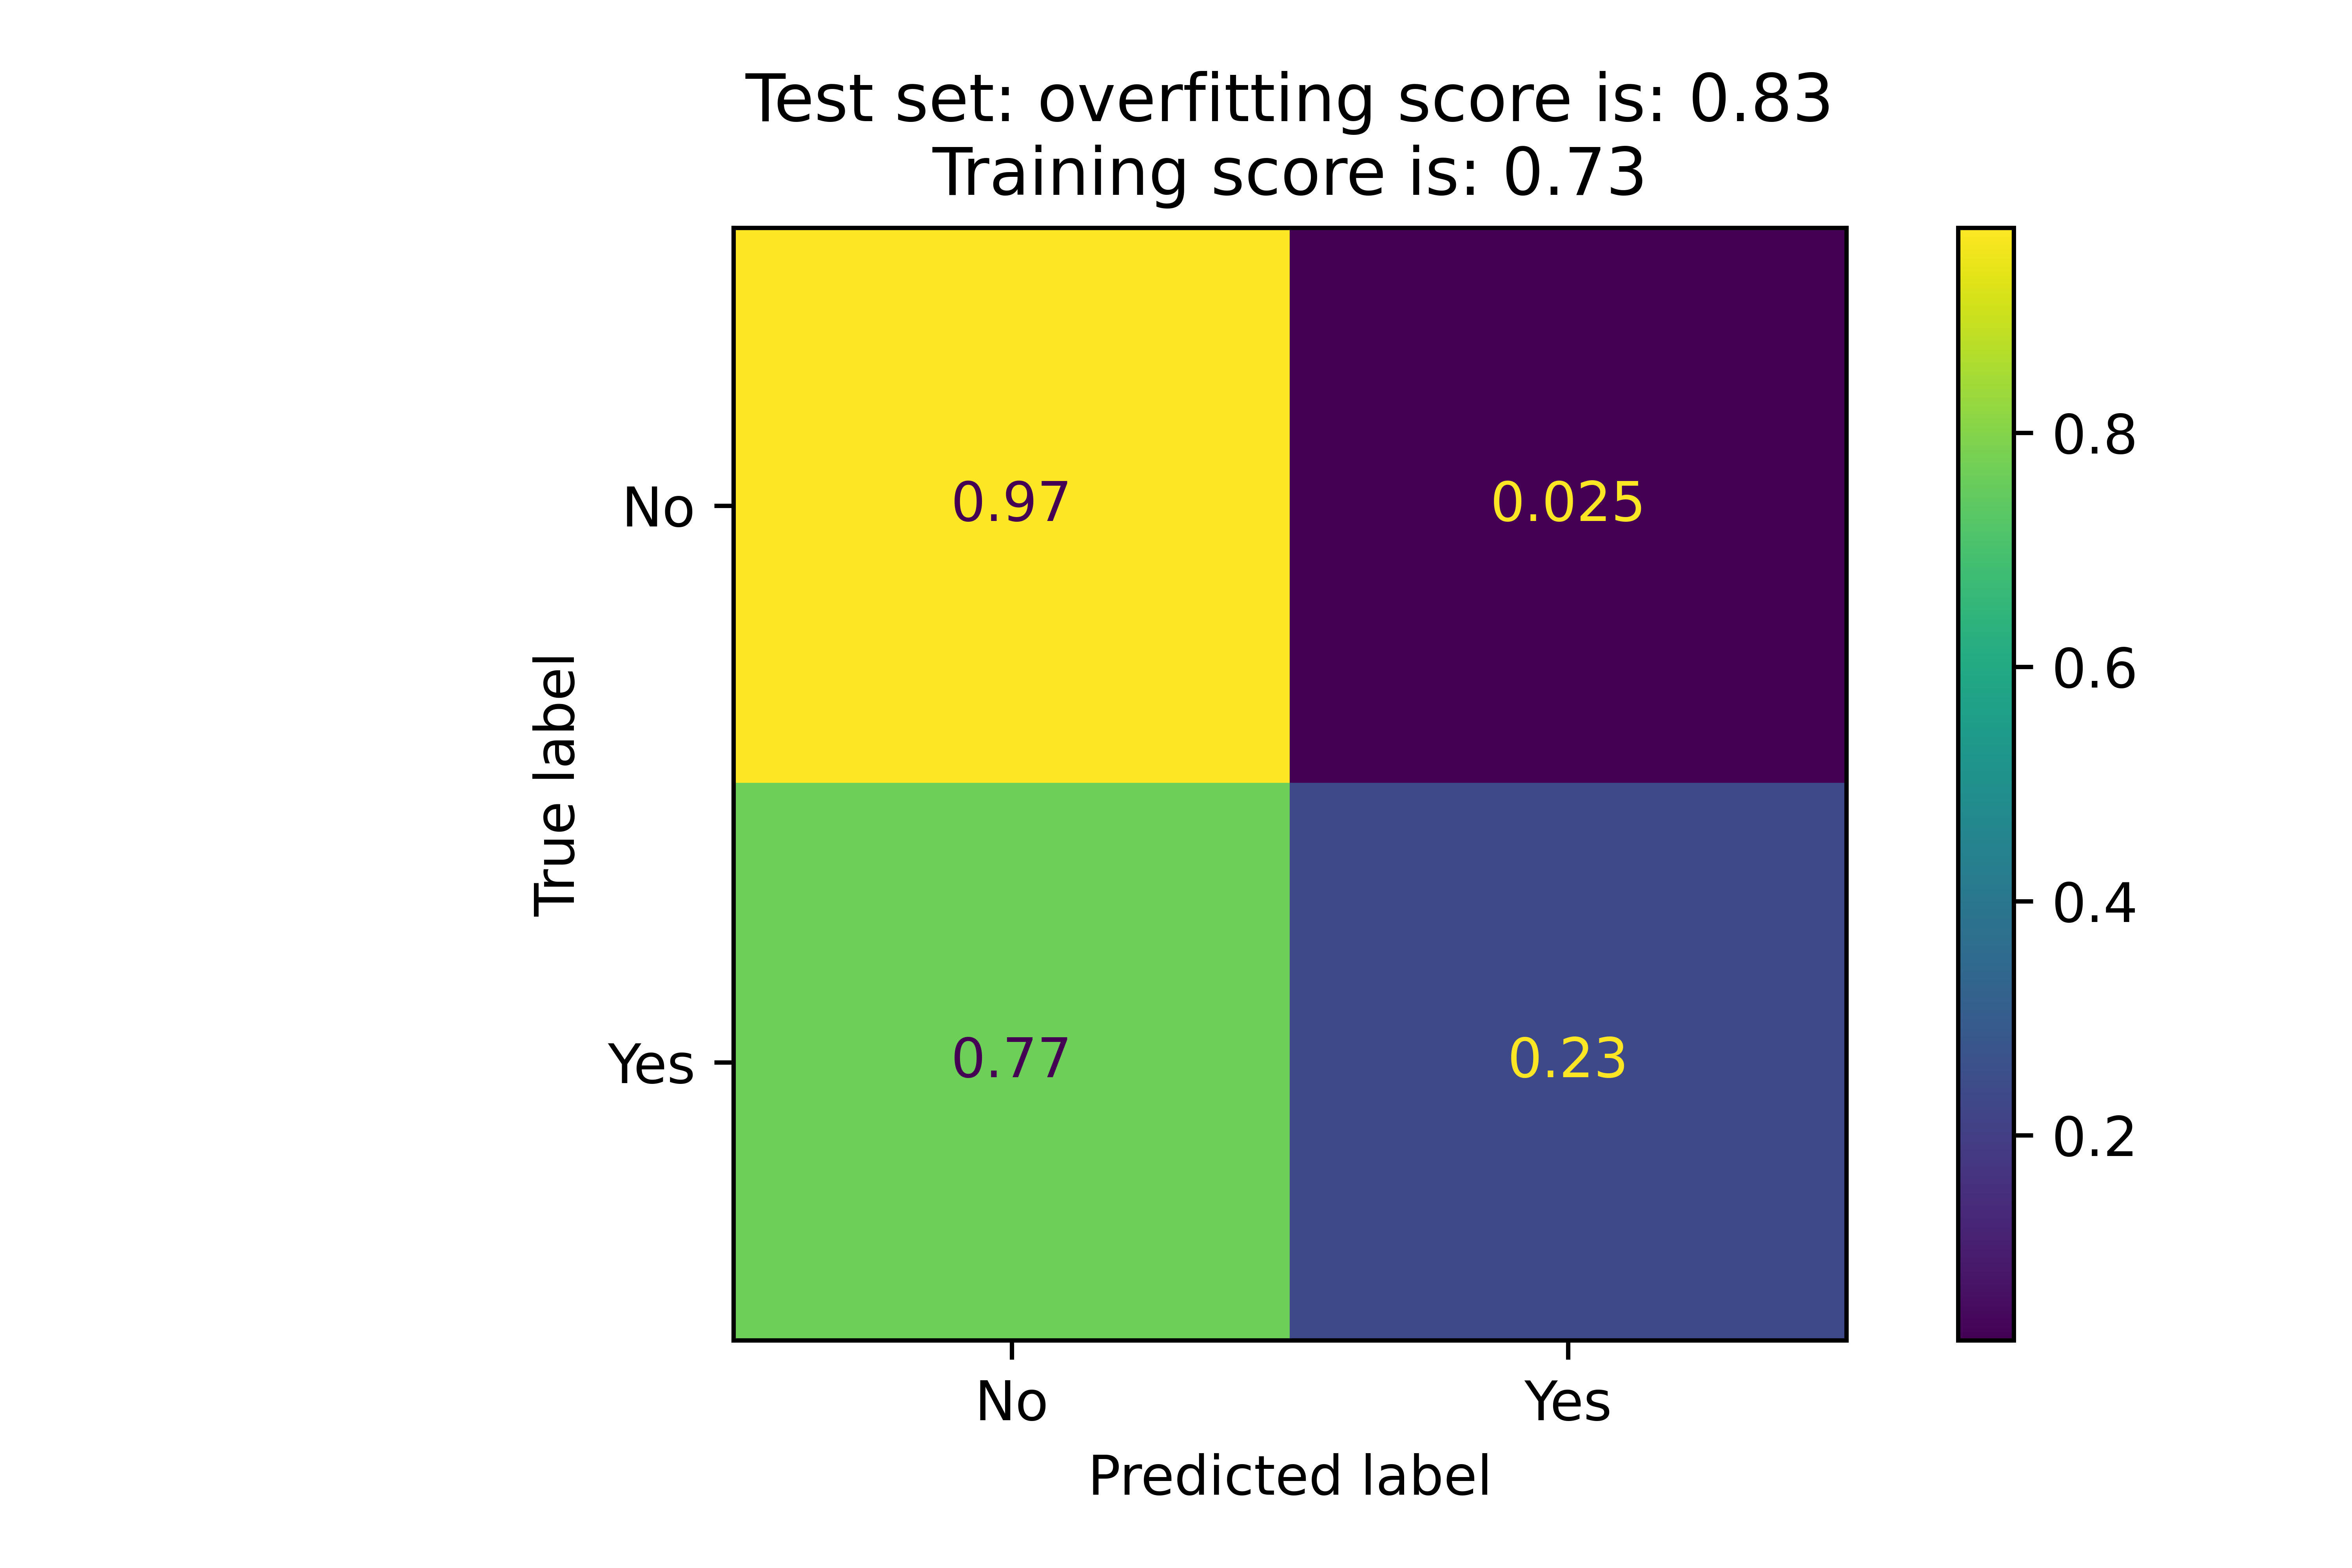 Test set: overfitting score is: 0.83
Training score is: 0.73
No
0.97
0.025
Yes
0.77
0.23
True label
No
Yes
Predicted label
0.8
0.6
0.4
0.2